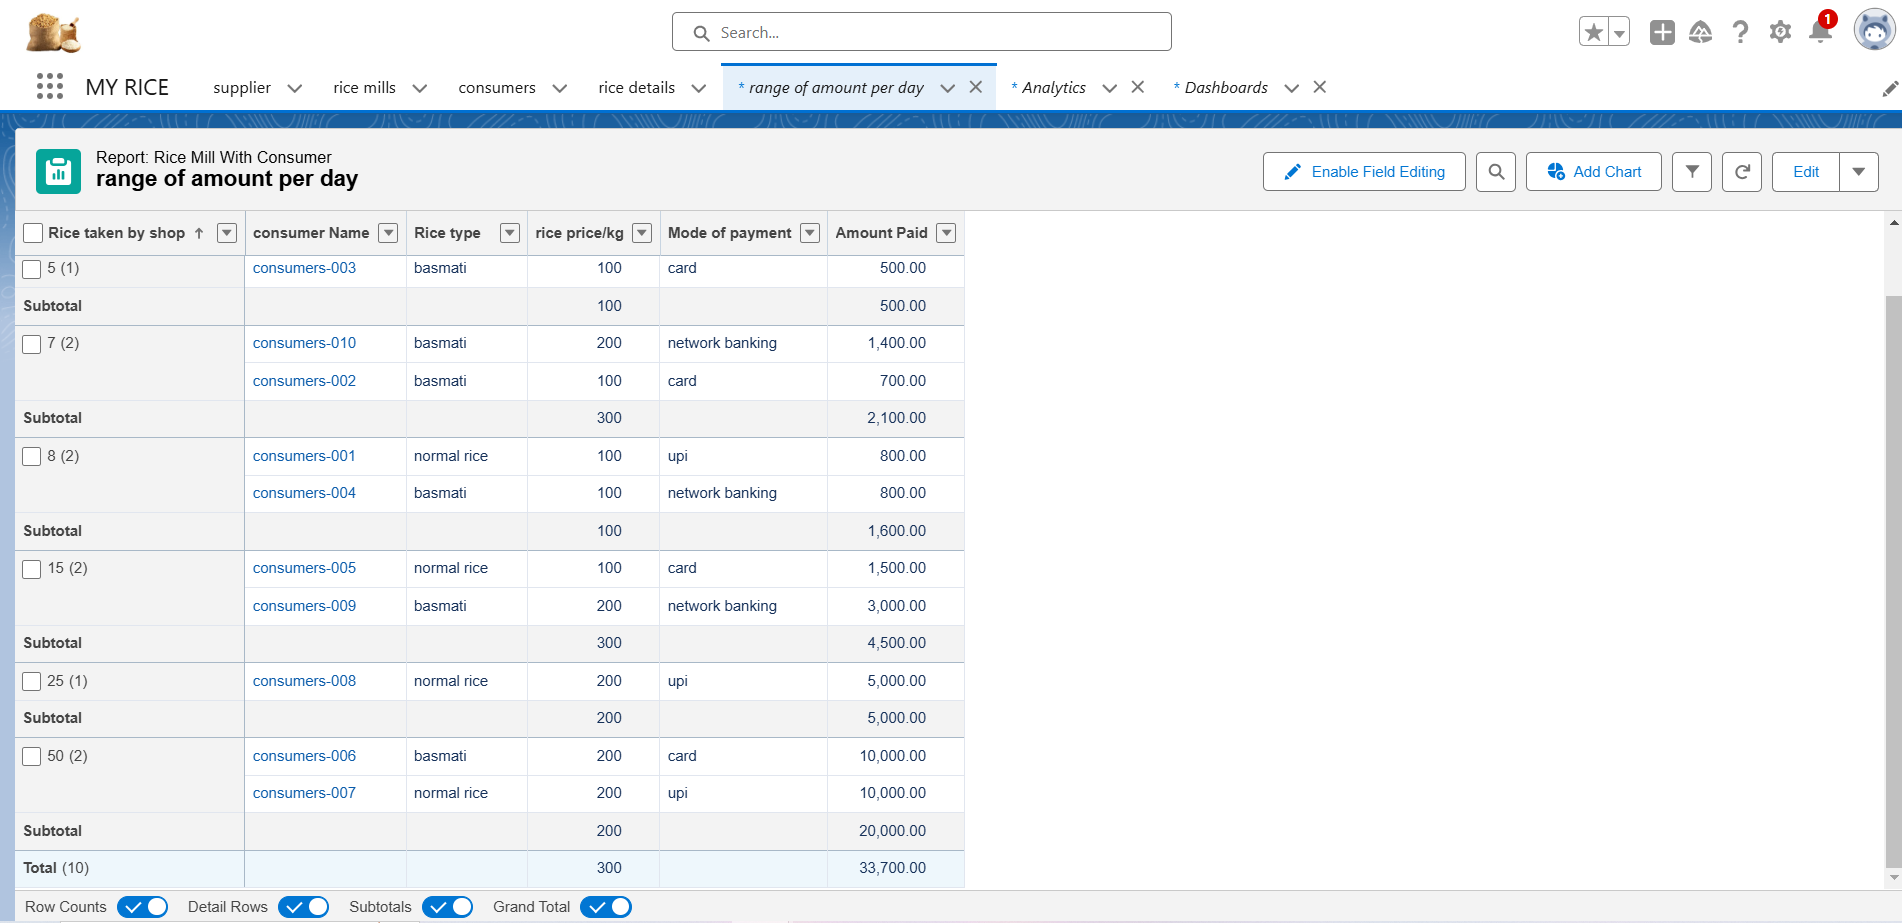 Search...
1
MY RICE supplier rice mills consumers rice details * range of amount per day * Analytics * Dashboards
Report: Rice Mill With Consumer
range of amount per day
Enable Field Editing Add Chart Edit
Rice taken by shop ↑ consumer Name Rice type rice price/kg Mode of payment Amount Paid
5 (1) consumers-003 basmati 100 card 500.00
Subtotal 100 500.00
7 (2) consumers-010 basmati 200 network banking 1,400.00
consumers-002 basmati 100 card 700.00
Subtotal 300 2,100.00
8 (2) consumers-001 normal rice 100 upi 800.00
consumers-004 basmati 100 network banking 800.00
Subtotal 100 1,600.00
15 (2) consumers-005 normal rice 100 card 1,500.00
consumers-009 basmati 200 network banking 3,000.00
Subtotal 300 4,500.00
25 (1) consumers-008 normal rice 200 upi 5,000.00
Subtotal 200 5,000.00
50 (2) consumers-006 basmati 200 card 10,000.00
consumers-007 normal rice 200 upi 10,000.00
Subtotal 200 20,000.00
Total (10) 300 33,700.00
Row Counts Detail Rows Subtotals Grand Total